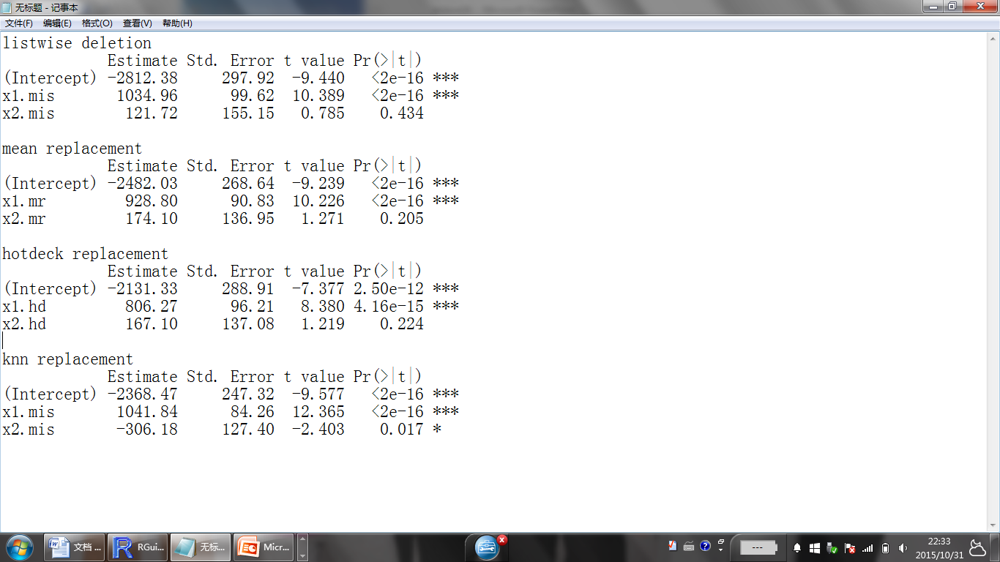 无标题 - 记事本
文件(F) 编辑(E) 格式(O) 查看(V) 帮助(H)
listwise deletion
Estimate Std. Error t value Pr(>|t|)
(Intercept) -2812.38 297.92 -9.440 <2e-16 ***
x1.mis 1034.96 99.62 10.389 <2e-16 ***
x2.mis 121.72 155.15 0.785 0.434
mean replacement
Estimate Std. Error t value Pr(>|t|)
(Intercept) -2482.03 268.64 -9.239 <2e-16 ***
x1.mr 928.80 90.83 10.226 <2e-16 ***
x2.mr 174.10 136.95 1.271 0.205
hotdeck replacement
Estimate Std. Error t value Pr(>|t|)
(Intercept) -2131.33 288.91 -7.377 2.50e-12 ***
x1.hd 806.27 96.21 8.380 4.16e-15 ***
x2.hd 167.10 137.08 1.219 0.224
knn replacement
Estimate Std. Error t value Pr(>|t|)
(Intercept) -2368.47 247.32 -9.577 <2e-16 ***
x1.mis 1041.84 84.26 12.365 <2e-16 ***
x2.mis -306.18 127.40 -2.403 0.017 *
文档 ... RGui... 无标... Micr... --- 22:33
2015/10/31